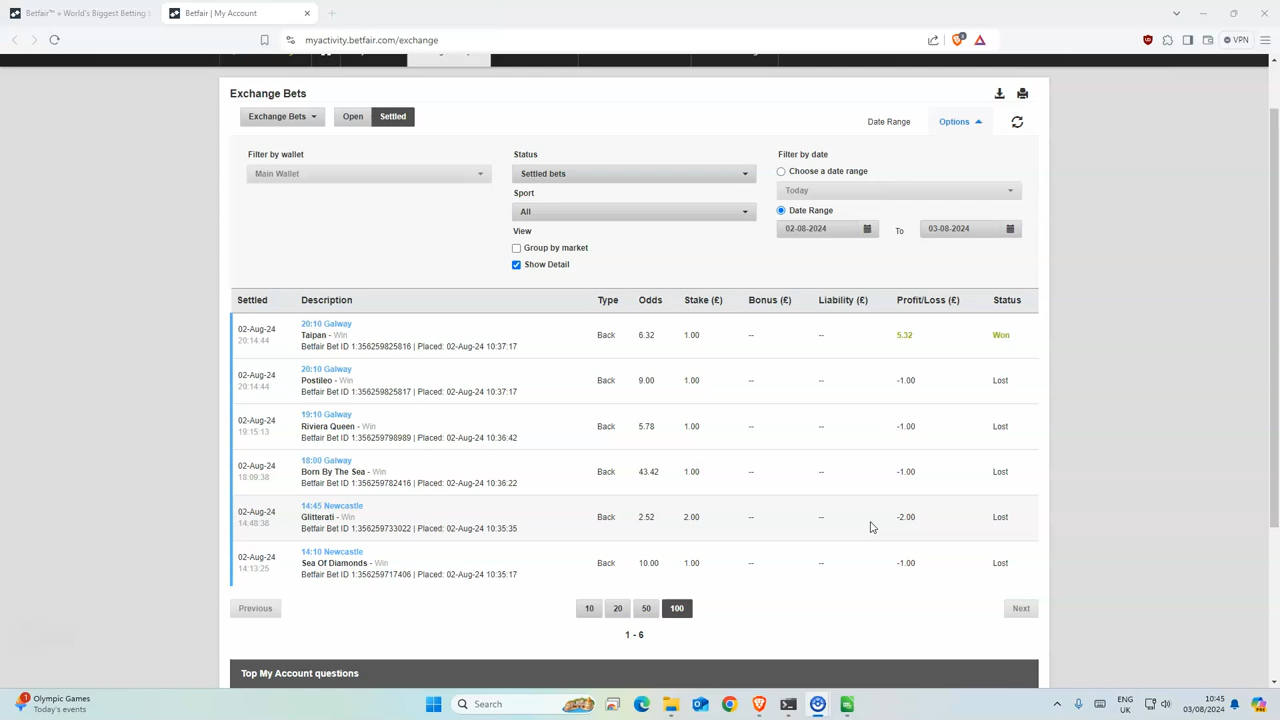 Betfair™ » World's Biggest Betting
Betfair | My Account
myactivity.betfair.com/exchange
VPN
Exchange Bets
Exchange Bets Open Settled
Date Range Options
Filter by wallet Status Filter by date
Main Wallet Settled bets Choose a date range
Sport Today
All Date Range
View 02-08-2024 To 03-08-2024
Group by market
Show Detail
Settled Description Type Odds Stake (£) Bonus (£) Liability (£) Profit/Loss (£) Status
20:10 Galway
02-Aug-24 Taipan - Win Back 6.32 1.00 -- -- 5.32 Won
20:14:44 Betfair Bet ID 1:356259825816 | Placed: 02-Aug-24 10:37:17
20:10 Galway
02-Aug-24 Postileo - Win Back 9.00 1.00 -- -- -1.00 Lost
20:14:44 Betfair Bet ID 1:356259825817 | Placed: 02-Aug-24 10:37:17
19:10 Galway
02-Aug-24 Riviera Queen - Win Back 5.78 1.00 -- -- -1.00 Lost
19:15:13 Betfair Bet ID 1:356259798989 | Placed: 02-Aug-24 10:36:42
18:00 Galway
02-Aug-24 Born By The Sea - Win Back 43.42 1.00 -- -- -1.00 Lost
18:09:38 Betfair Bet ID 1:356259782416 | Placed: 02-Aug-24 10:36:22
14:45 Newcastle
02-Aug-24 Glitterati - Win Back 2.52 2.00 -- -- -2.00 Lost
14:48:38 Betfair Bet ID 1:356259733022 | Placed: 02-Aug-24 10:35:35
14:10 Newcastle
02-Aug-24 Sea Of Diamonds - Win Back 10.00 1.00 -- -- -1.00 Lost
14:13:25 Betfair Bet ID 1:356259717406 | Placed: 02-Aug-24 10:35:17
Previous 10 20 50 100 Next
1 - 6
Top My Account questions
Olympic Games
Today's events
Search
ENG
UK
10:45
03/08/2024